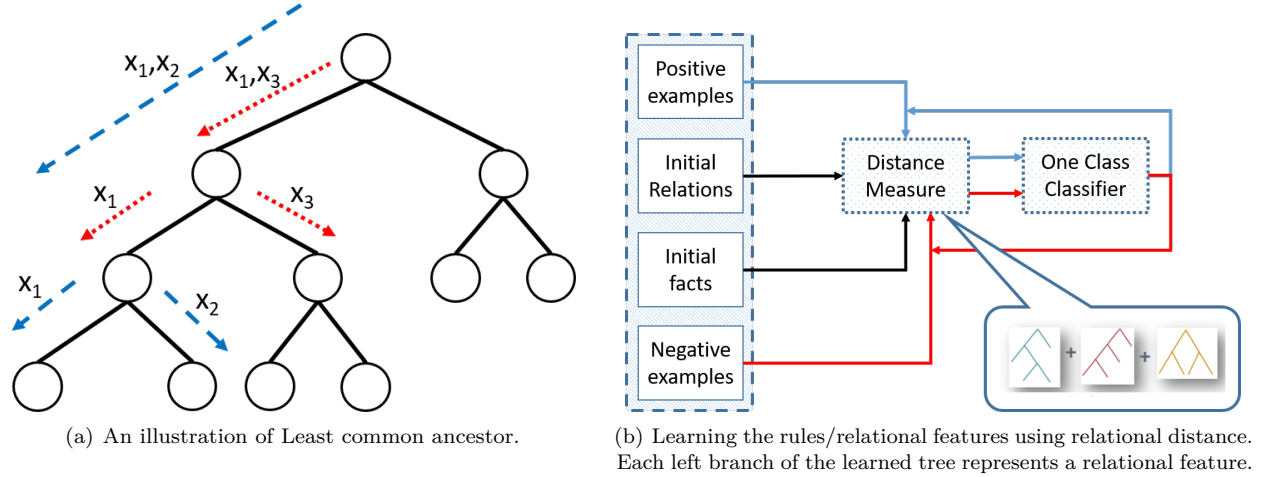 x1,x2
x1,x3
x1
x3
x1
x2
(a) An illustration of Least common ancestor.
Positive
examples
Initial
Relations
Initial
facts
Negative
examples
Distance
Measure
One Class
Classifier
+
+
(b) Learning the rules/relational features using relational distance.
Each left branch of the learned tree represents a relational feature.